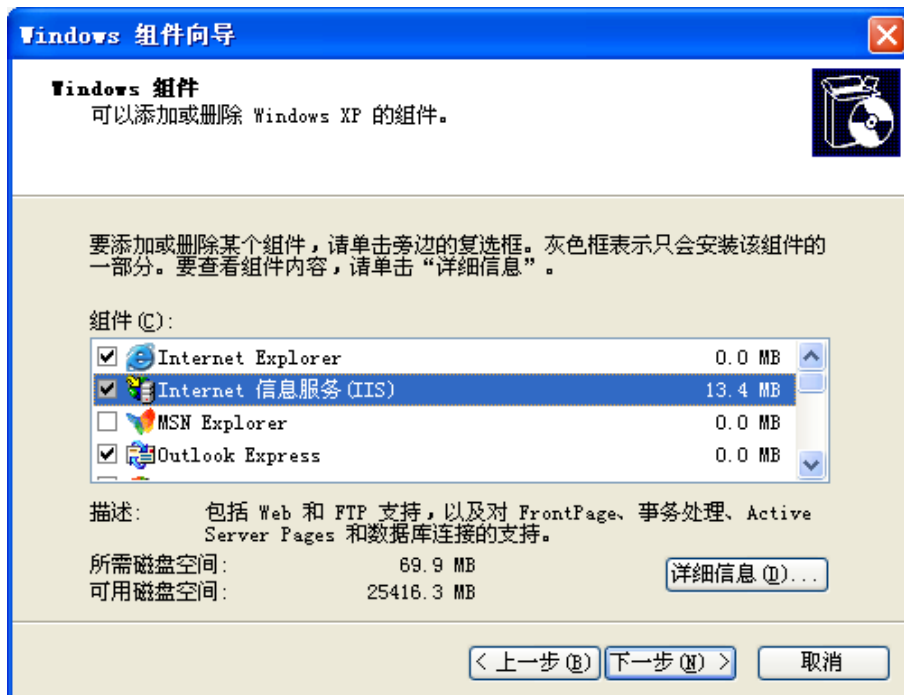 Windows 组件向导
Windows 组件
可以添加或删除 Windows XP 的组件。
要添加或删除某个组件，请单击旁边的复选框。灰色框表示只会安装该组件的
一部分。要查看组件内容，请单击“详细信息”。
组件(C):
Internet Explorer 0.0 MB
Internet 信息服务(IIS) 13.4 MB
MSN Explorer 0.0 MB
Outlook Express 0.0 MB
描述: 包括 Web 和 FTP 支持，以及对 FrontPage、事务处理、Active
Server Pages 和数据库连接的支持。
所需磁盘空间: 69.9 MB
可用磁盘空间: 25416.3 MB
详细信息(D)...
< 上一步(B) 下一步(N) > 取消